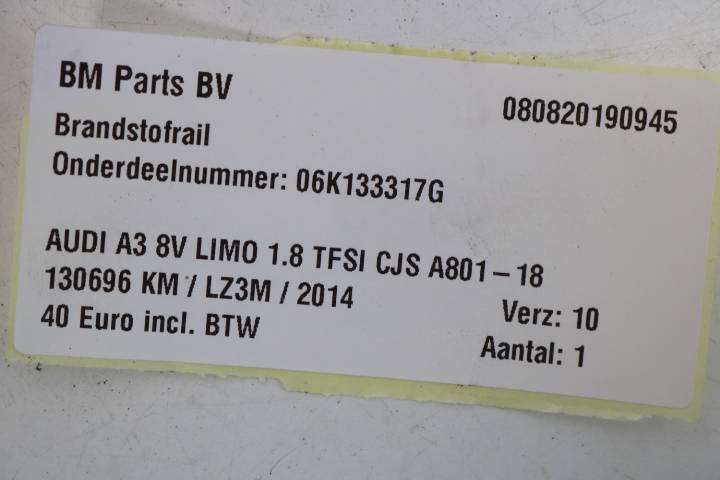 BM Parts BV
080820190945
Brandstofrail
Onderdeelnummer: 06K133317G
AUDI A3 8V LIMO 1.8 TFSI CJS A801-18
130696 KM / LZ3M / 2014
Verz: 10
40 Euro incl. BTW
Aantal: 1